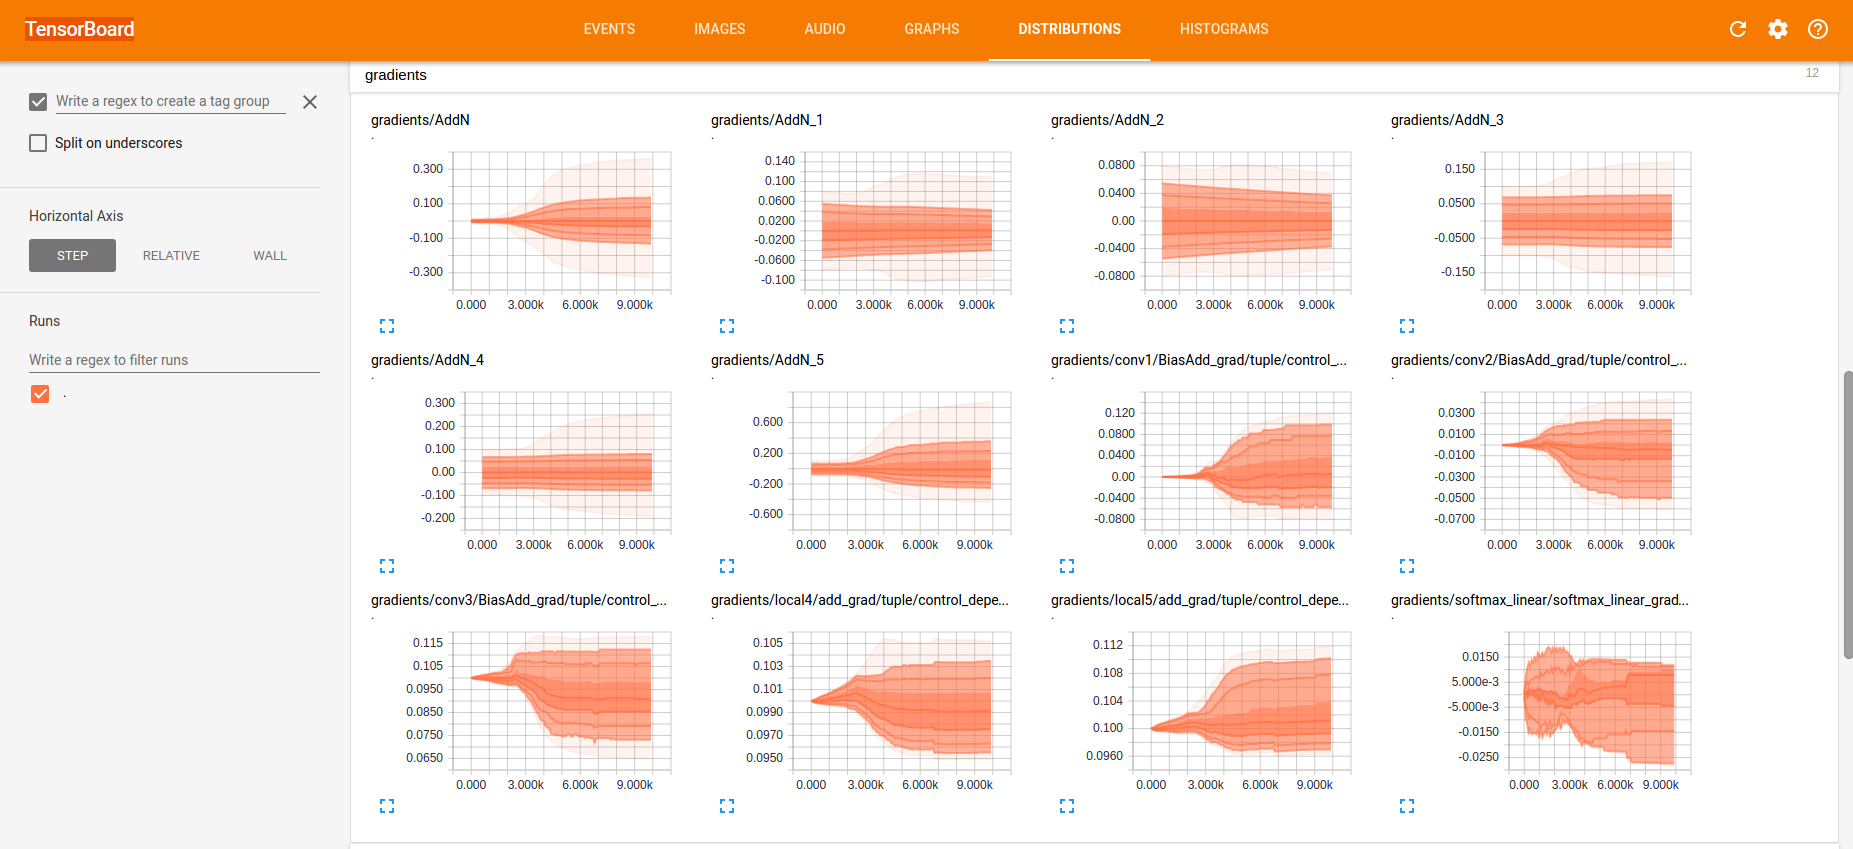 TensorBoard
EVENTS IMAGES AUDIO GRAPHS DISTRIBUTIONS HISTOGRAMS
Write a regex to create a tag group
Split on underscores
Horizontal Axis
STEP RELATIVE WALL
Runs
Write a regex to filter runs
.
gradients 12
gradients/AddN
.
0.300
0.100
-0.100
-0.300
0.000 3.000k 6.000k 9.000k
gradients/AddN_1
.
0.140
0.100
0.0600
0.0200
-0.0200
-0.0600
-0.100
0.000 3.000k 6.000k 9.000k
gradients/AddN_2
.
0.0800
0.0400
0.00
-0.0400
-0.0800
0.000 3.000k 6.000k 9.000k
gradients/AddN_3
.
0.150
0.0500
-0.0500
-0.150
0.000 3.000k 6.000k 9.000k
gradients/AddN_4
.
0.300
0.200
0.100
0.00
-0.100
-0.200
0.000 3.000k 6.000k 9.000k
gradients/AddN_5
.
0.600
0.200
-0.200
-0.600
0.000 3.000k 6.000k 9.000k
gradients/conv1/BiasAdd_grad/tuple/control_...
.
0.120
0.0800
0.0400
0.00
-0.0400
-0.0800
0.000 3.000k 6.000k 9.000k
gradients/conv2/BiasAdd_grad/tuple/control_...
.
0.0300
0.0100
-0.0100
-0.0300
-0.0500
-0.0700
0.000 3.000k 6.000k 9.000k
gradients/conv3/BiasAdd_grad/tuple/control_...
.
0.115
0.105
0.0950
0.0850
0.0750
0.0650
0.000 3.000k 6.000k 9.000k
gradients/local4/add_grad/tuple/control_depe...
.
0.105
0.103
0.101
0.0990
0.0970
0.0950
0.000 3.000k 6.000k 9.000k
gradients/local5/add_grad/tuple/control_depe...
.
0.112
0.108
0.104
0.100
0.0960
0.000 3.000k 6.000k 9.000k
gradients/softmax_linear/softmax_linear_grad...
.
0.0150
5.000e-3
-5.000e-3
-0.0150
-0.0250
0.000 3.000k 6.000k 9.000k